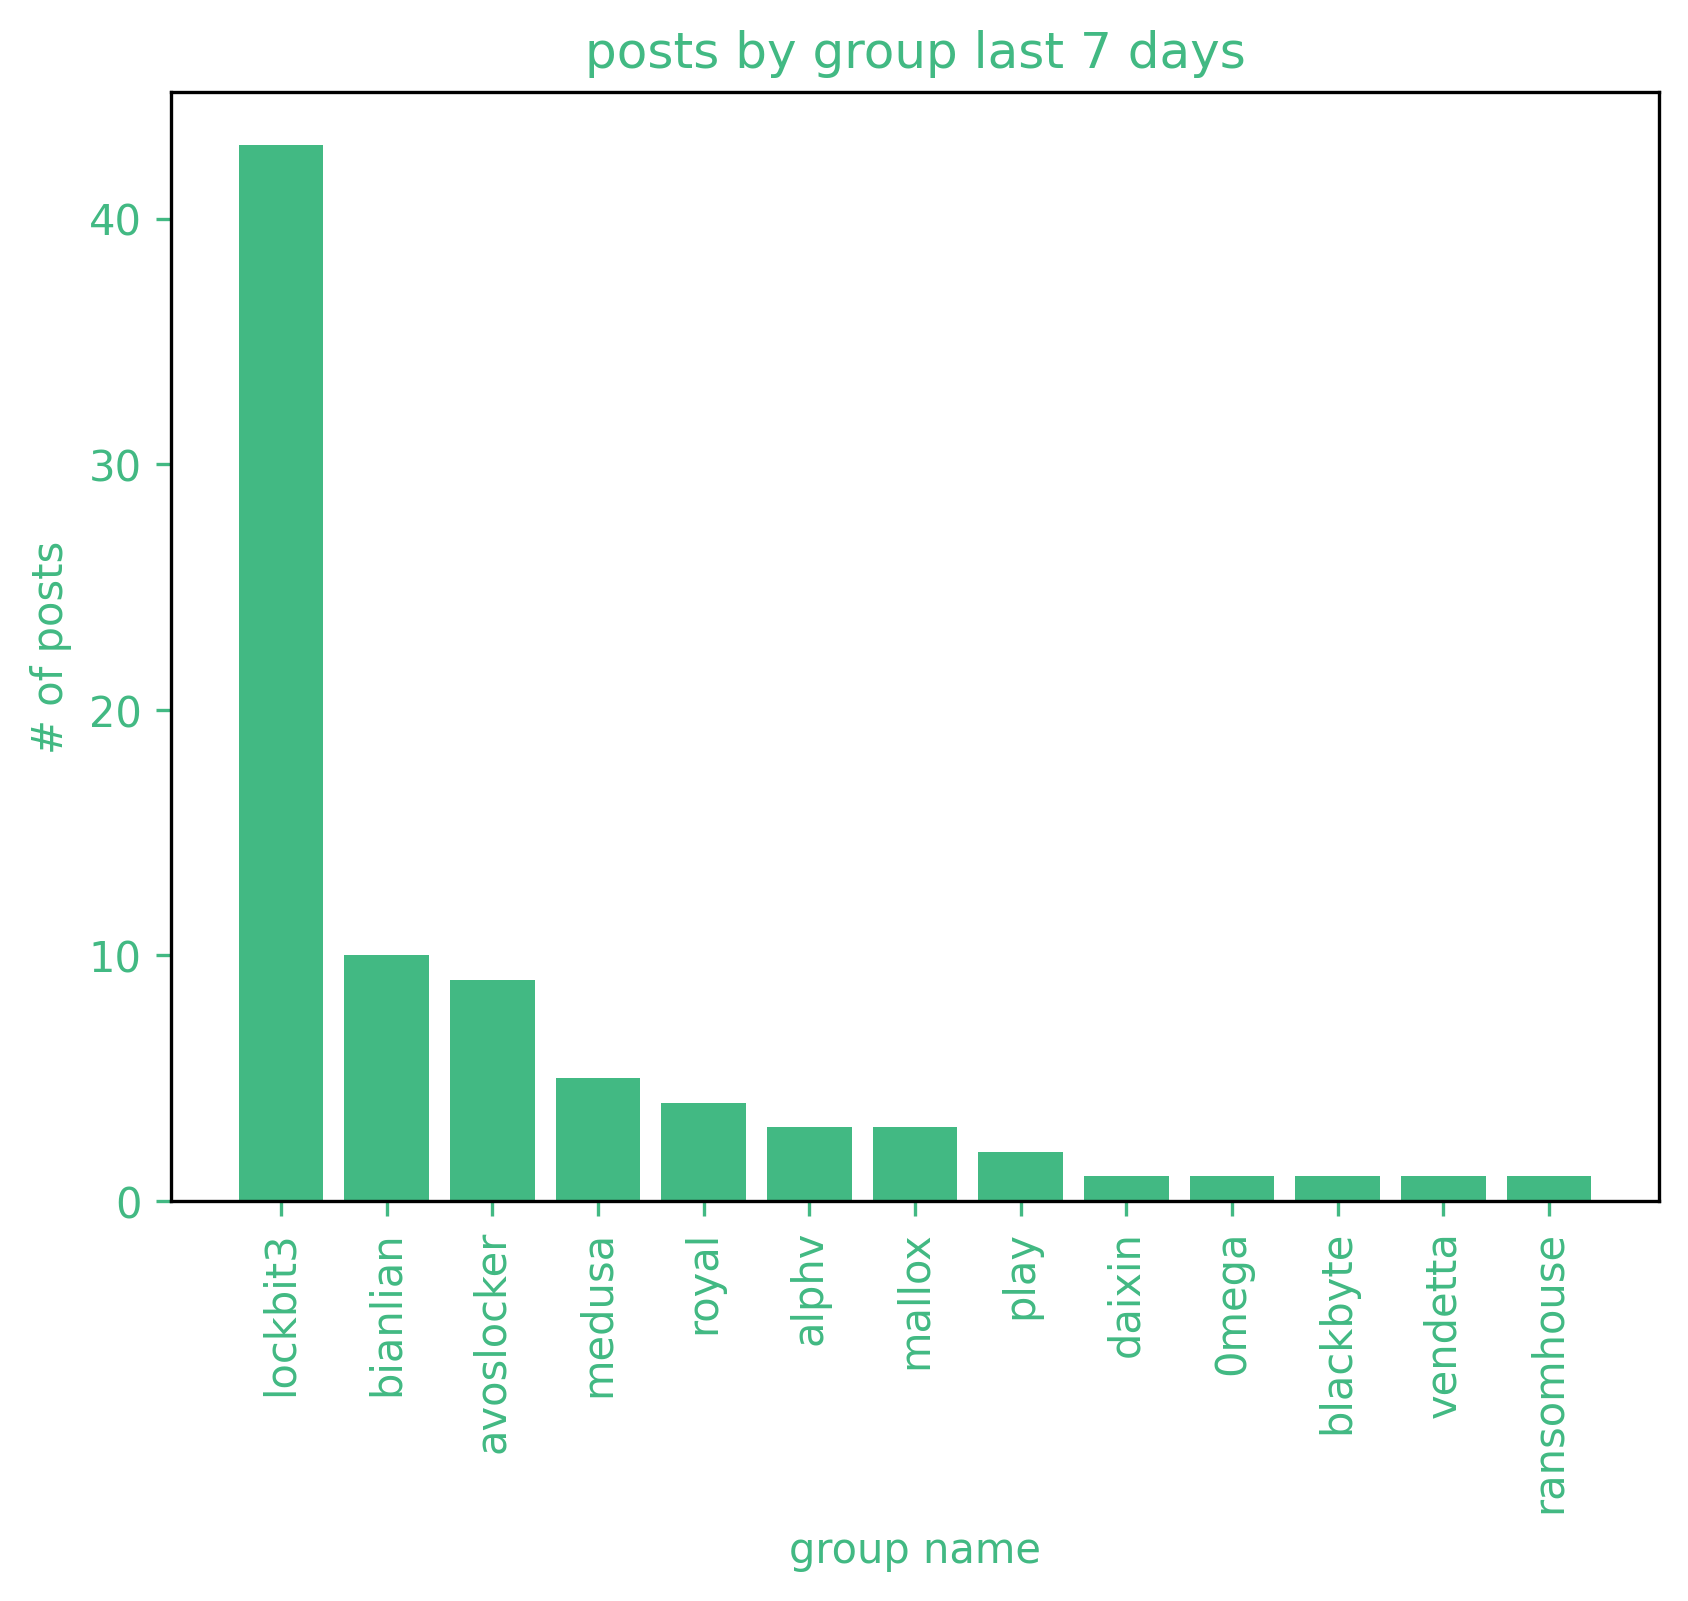 posts by group last 7 days
# of posts
40
30
20
10
0
lockbit3
bianlian
avoslocker
medusa
royal
alphv
mallox
play
daixin
0mega
blackbyte
vendetta
ransomhouse
group name